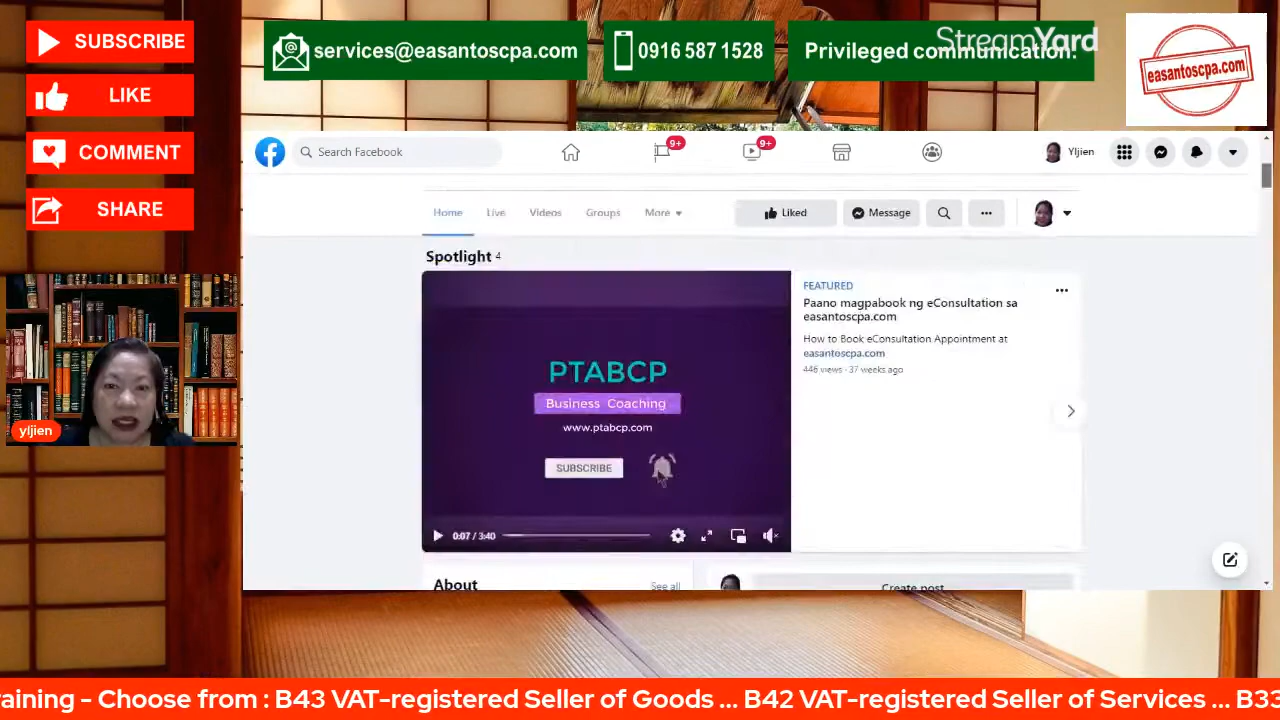 SUBSCRIBE
LIKE
COMMENT
SHARE
services@easantoscpa.com
0916 587 1528
Privileged communication.
StreamYard
easantoscpa.com
Search Facebook
9+
9+
Yljien
Home
Live
Videos
Groups
More
Liked
Message
Spotlight 4
PTABCP
Business Coaching
www.ptabcp.com
SUBSCRIBE
0:07 / 3:40
FEATURED
Paano magpabook ng eConsultation sa
easantoscpa.com
How to Book eConsultation Appointment at
easantoscpa.com
446 views · 37 weeks ago
About
See all
Create post
yljien
raining - Choose from : B43 VAT-registered Seller of Goods ... B42 VAT-registered Seller of Services ... B33